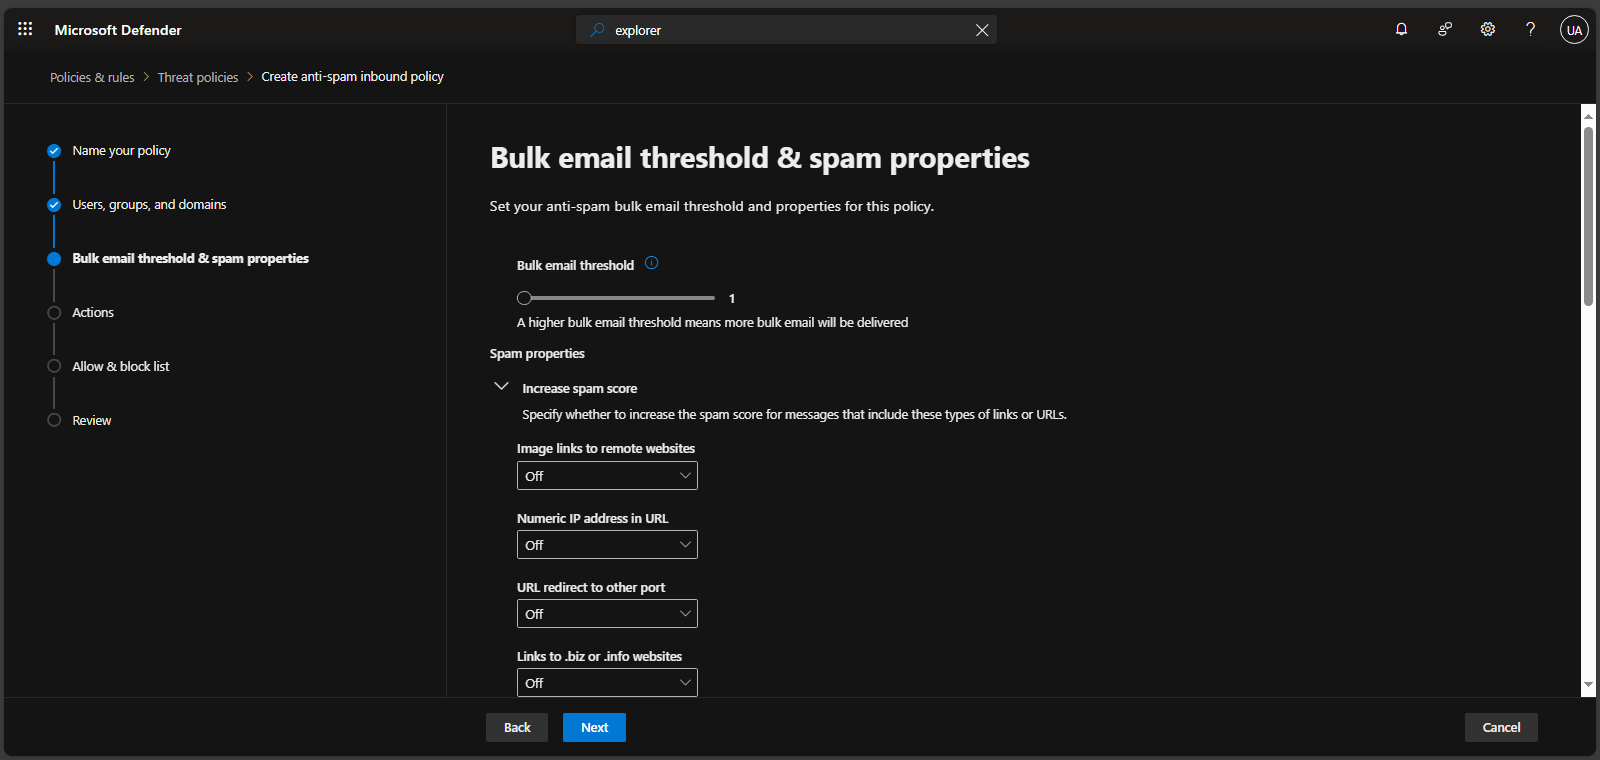 Microsoft Defender
explorer
UA
Policies & rules > Threat policies > Create anti-spam inbound policy
Name your policy
Users, groups, and domains
Bulk email threshold & spam properties
Actions
Allow & block list
Review
Bulk email threshold & spam properties
Set your anti-spam bulk email threshold and properties for this policy.
Bulk email threshold
1
A higher bulk email threshold means more bulk email will be delivered
Spam properties
Increase spam score
Specify whether to increase the spam score for messages that include these types of links or URLs.
Image links to remote websites
Off
Numeric IP address in URL
Off
URL redirect to other port
Off
Links to .biz or .info websites
Off
Back
Next
Cancel